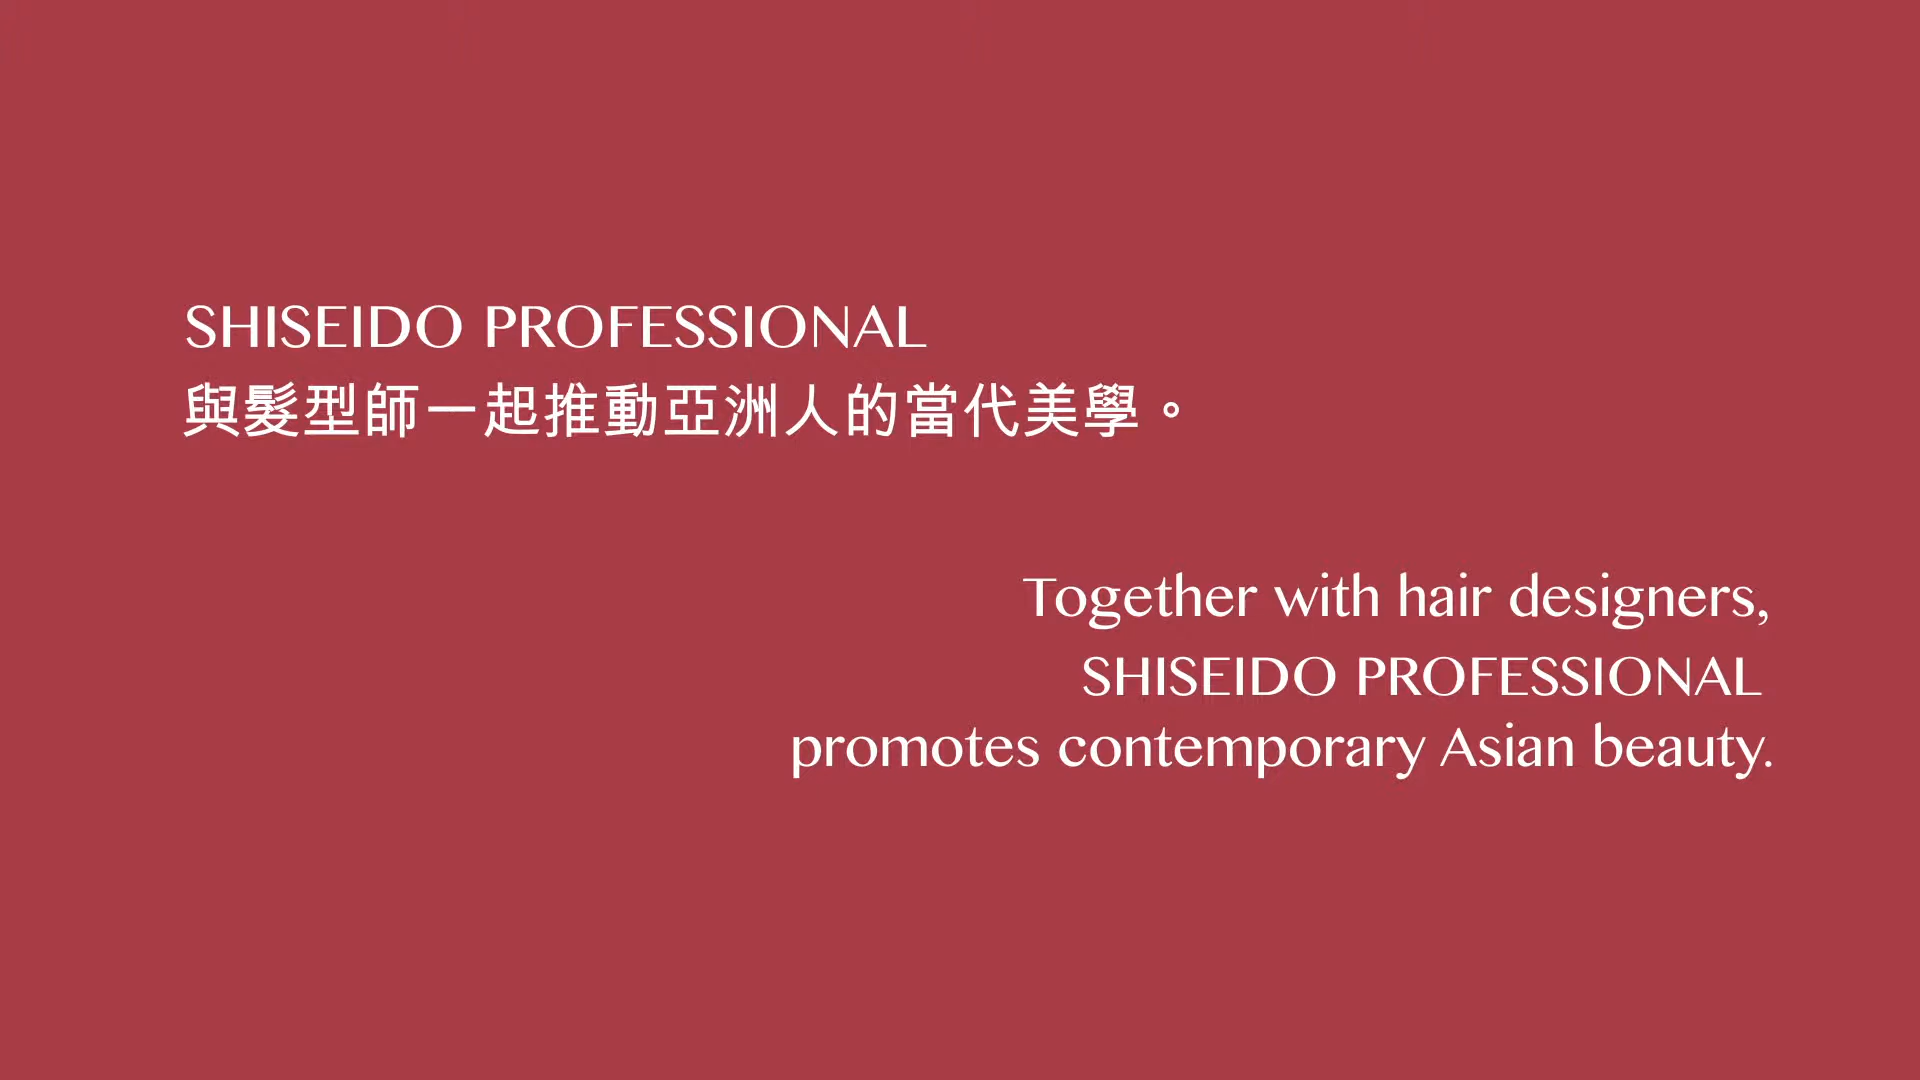 SHISEIDO PROFESSIONAL
與髮型師一起推動亞洲人的當代美學。
Together with hair designers,
SHISEIDO PROFESSIONAL
promotes contemporary Asian beauty.